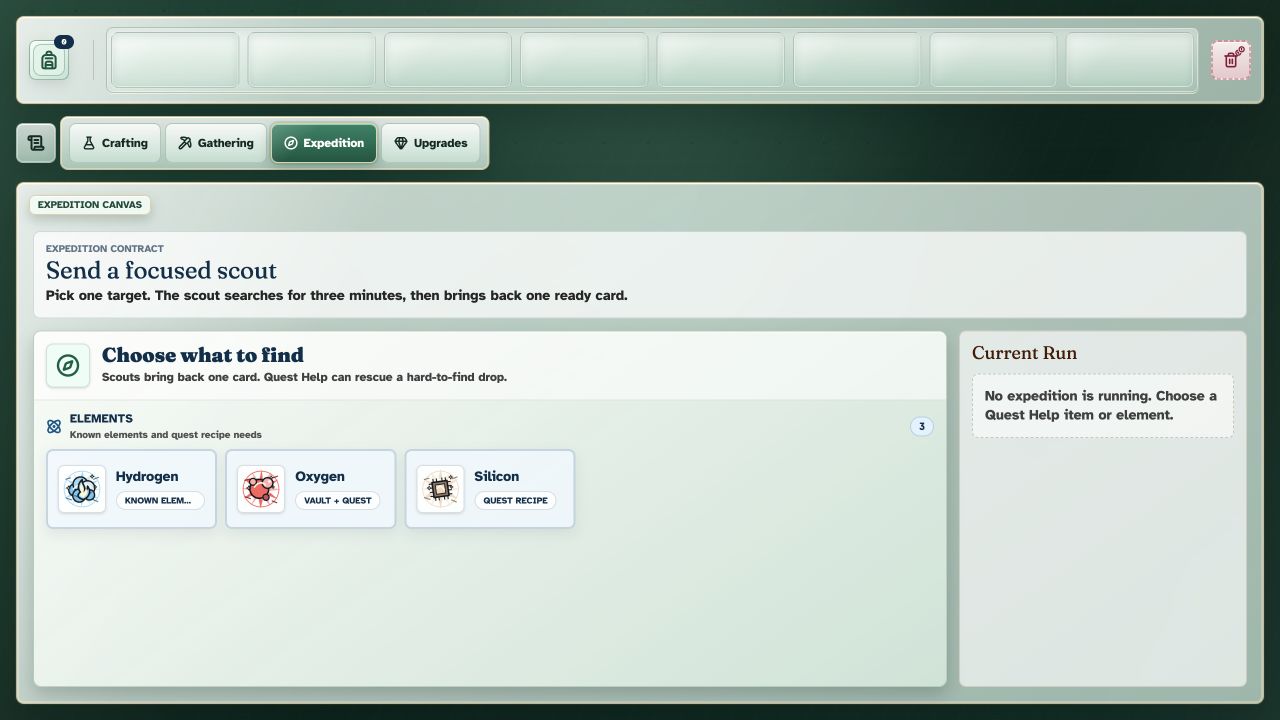 0
Crafting
Gathering
Expedition
Upgrades
EXPEDITION CANVAS
EXPEDITION CONTRACT
Send a focused scout
Pick one target. The scout searches for three minutes, then brings back one ready card.
Choose what to find
Scouts bring back one card. Quest Help can rescue a hard-to-find drop.
ELEMENTS
Known elements and quest recipe needs
3
Hydrogen
KNOWN ELEM...
Oxygen
VAULT + QUEST
Silicon
QUEST RECIPE
Current Run
No expedition is running. Choose a
Quest Help item or element.